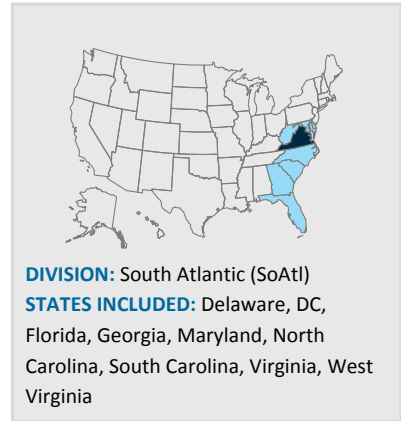 DIVISION: South Atlantic (SoAtl)
STATES INCLUDED: Delaware, DC,
Florida, Georgia, Maryland, North
Carolina, South Carolina, Virginia, West
Virginia